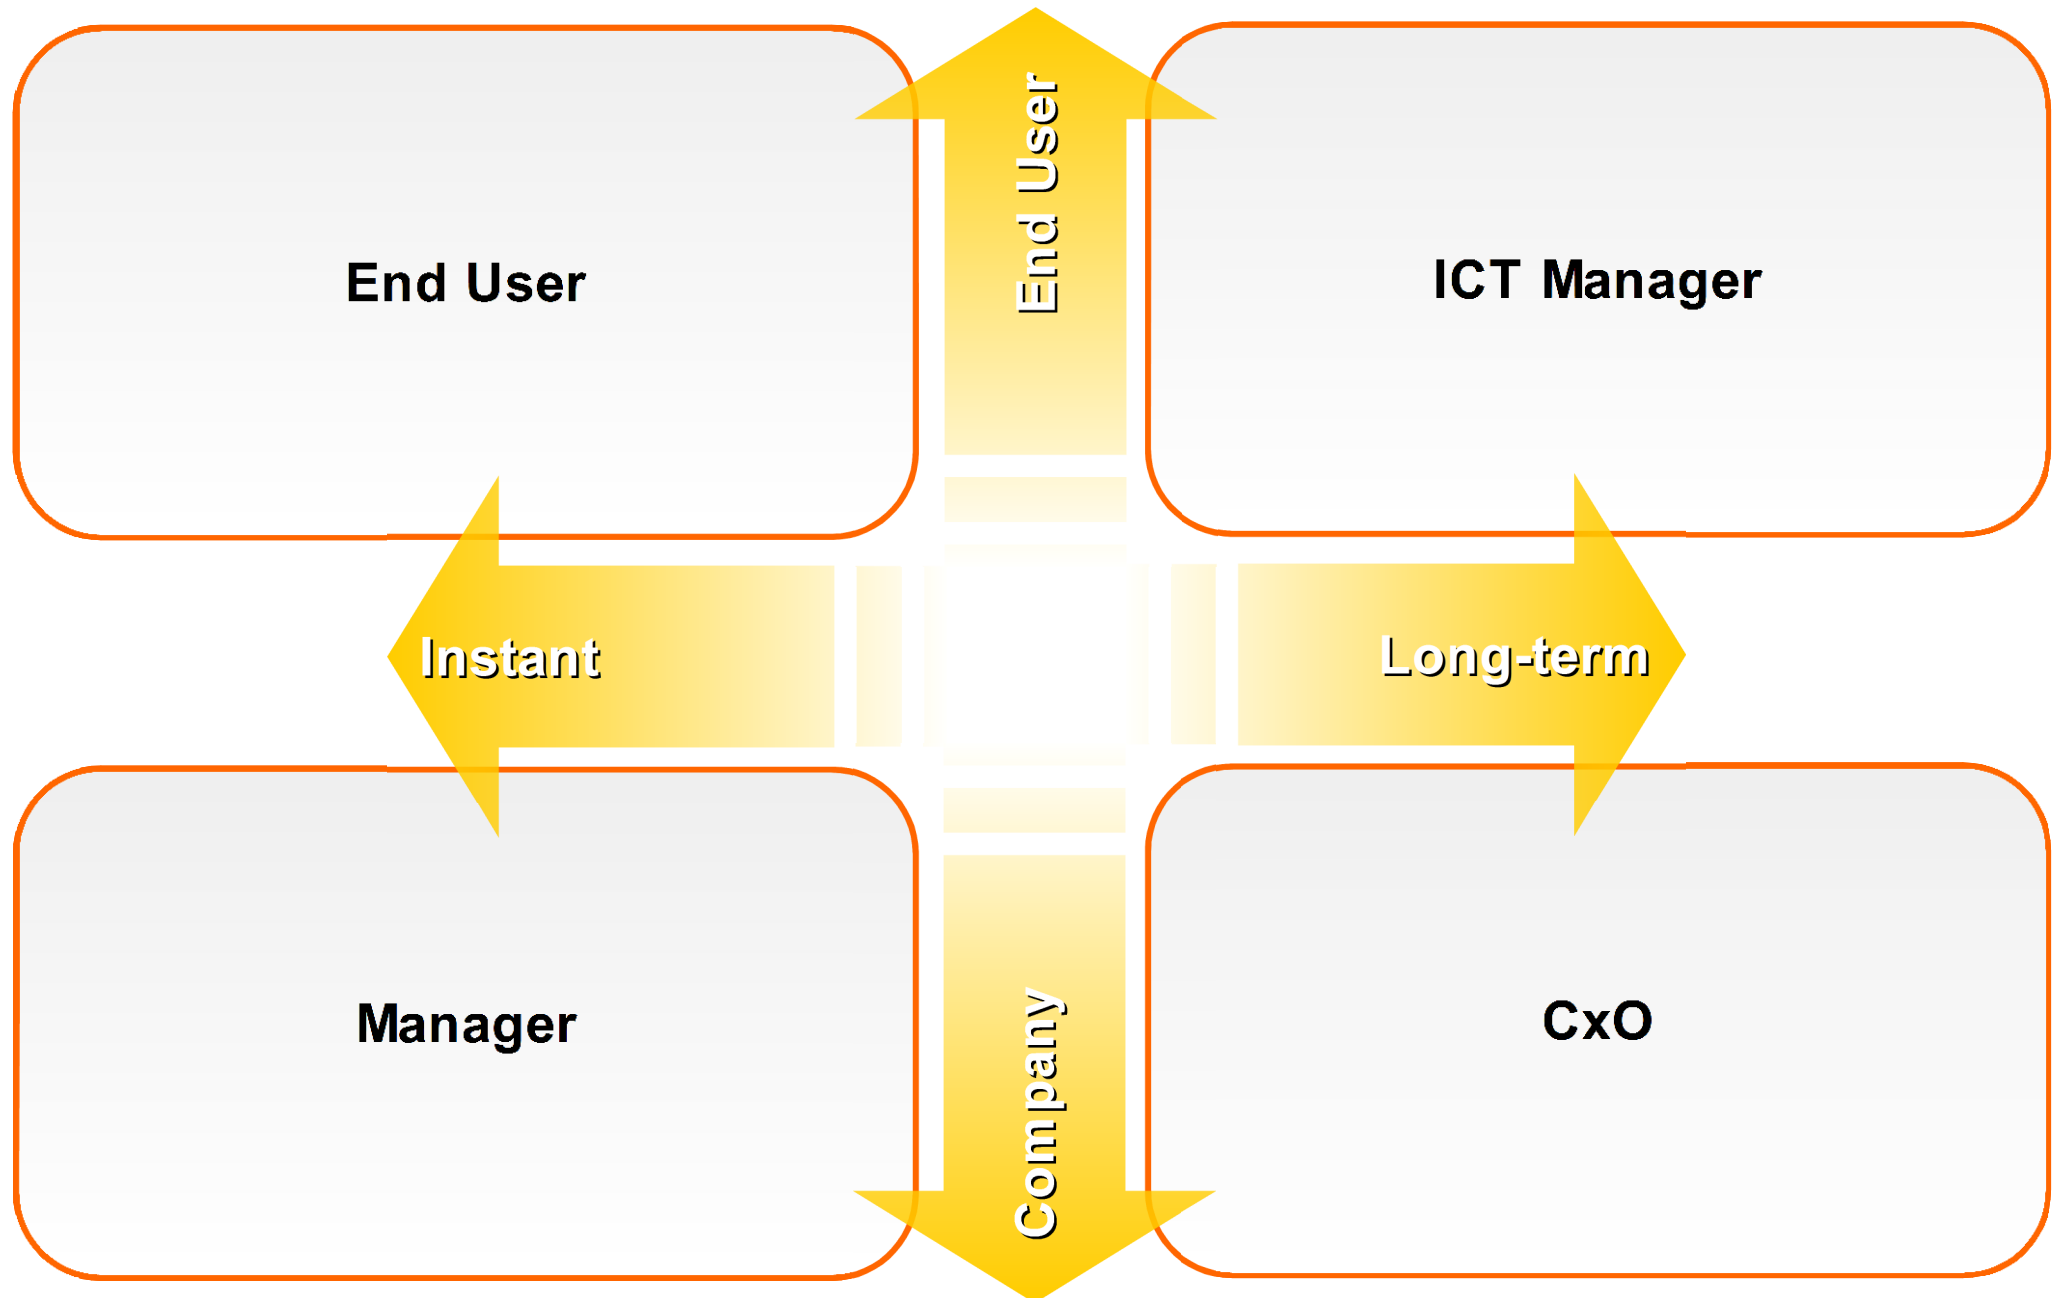 End User
End User
ICT Manager
Instant
Long-term
Manager
Company
CxO